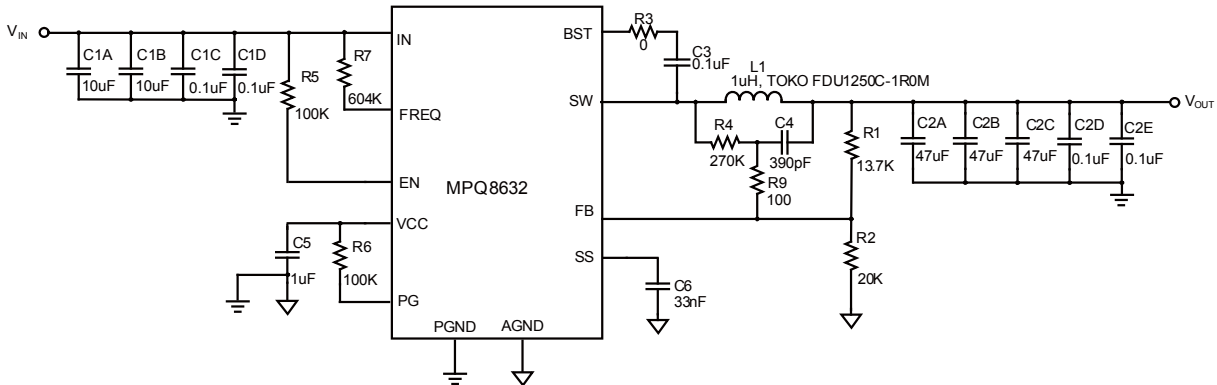 VIN
C1A
10uF
C1B
10uF
C1C
0.1uF
C1D
0.1uF
R5
100K
R7
604K
IN
FREQ
EN
VCC
PG
PGND
AGND
MPQ8632
BST
SW
FB
SS
C5
1uF
R6
100K
R3
0
C3
0.1uF
L1
1uH, TOKO FDU1250C-1R0M
R4
270K
C4
390pF
R9
100
R1
13.7K
R2
20K
C6
33nF
C2A
47uF
C2B
47uF
C2C
47uF
C2D
0.1uF
C2E
0.1uF
VOUT